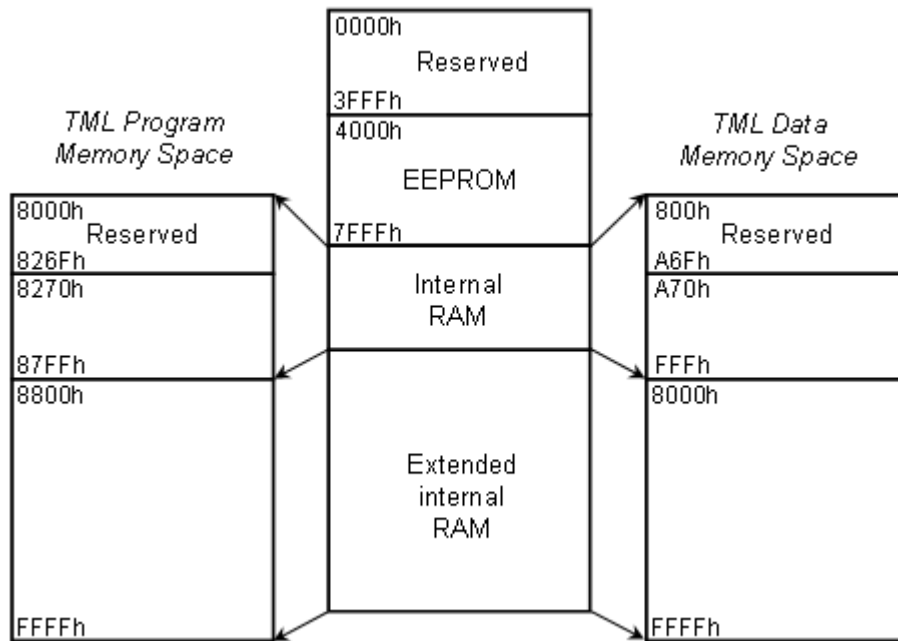 TML Program
Memory Space
8000h
Reserved
826Fh
8270h
87FFh
8800h
FFFFh
0000h
Reserved
3FFFh
4000h
EEPROM
7FFFh
Internal
RAM
Extended
internal
RAM
TML Data
Memory Space
800h
Reserved
A6Fh
A70h
FFFh
8000h
FFFFh